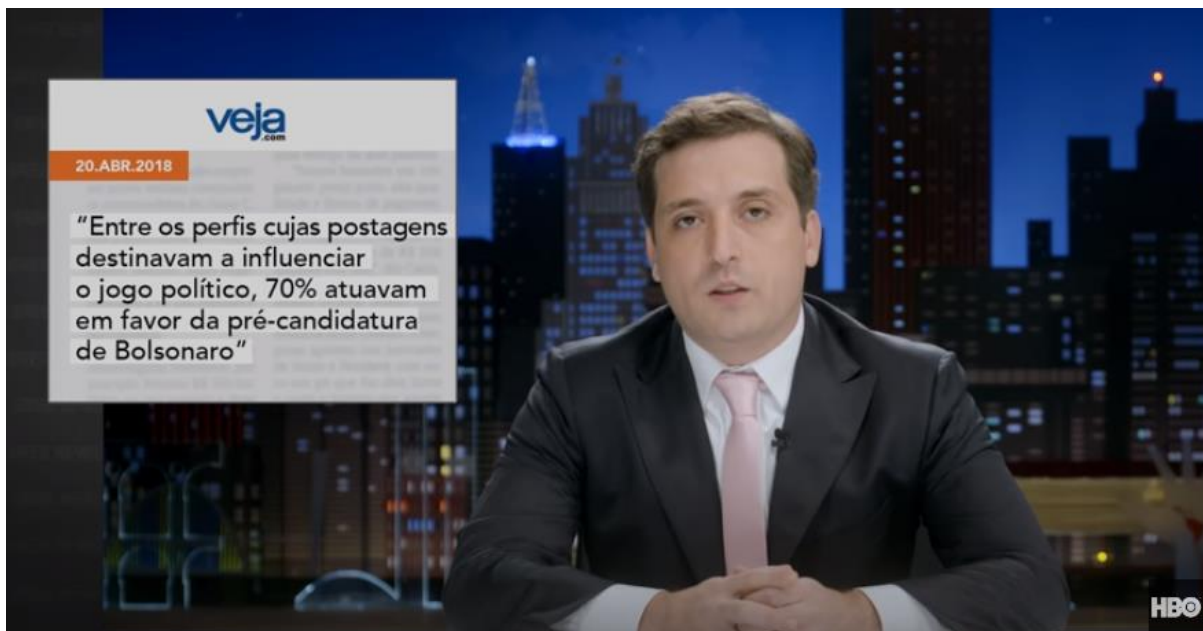 veja
.com
20.ABR.2018
“Entre os perfis cujas postagens
destinavam a influenciar
o jogo político, 70% atuavam
em favor da pré-candidatura
de Bolsonaro”
HBO